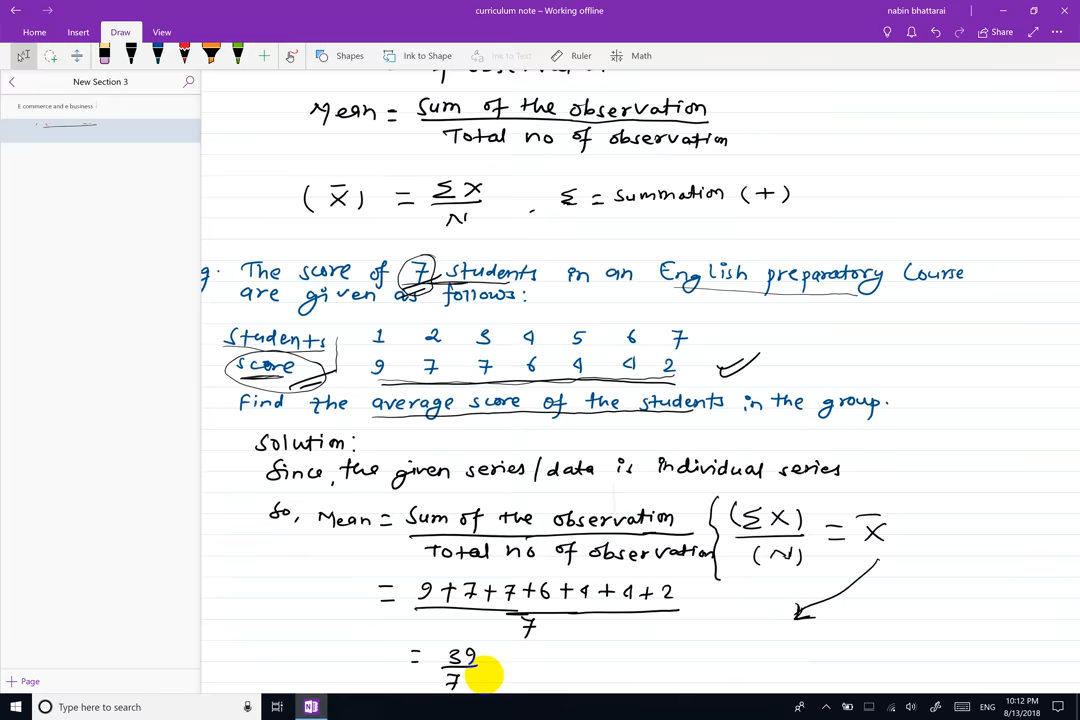 curriculum note – Working offline
nabin bhattarai
Home Insert Draw View
Share
Shapes Ink to Shape Ink to Text Ruler Math
New Section 3
E commerce and e business
Mean = Sum of the observation
Total no of observation
( X̄ ) = ΣX
N , Σ = Summation (+)
g. The score of 7 students in an English preparatory Course
are given as follows:
Students 1 2 3 4 5 6 7
score 9 7 7 6 4 4 2
Find the average score of the students in the group.
Solution:
Since, the given series/data is individual series
So, Mean = Sum of the observation { (ΣX) = X̄
Total no of observation (N)
= 9+7+7+6+4+4+2
7
= 39
7
Page
Type here to search
ENG
10:12 PM
8/13/2018